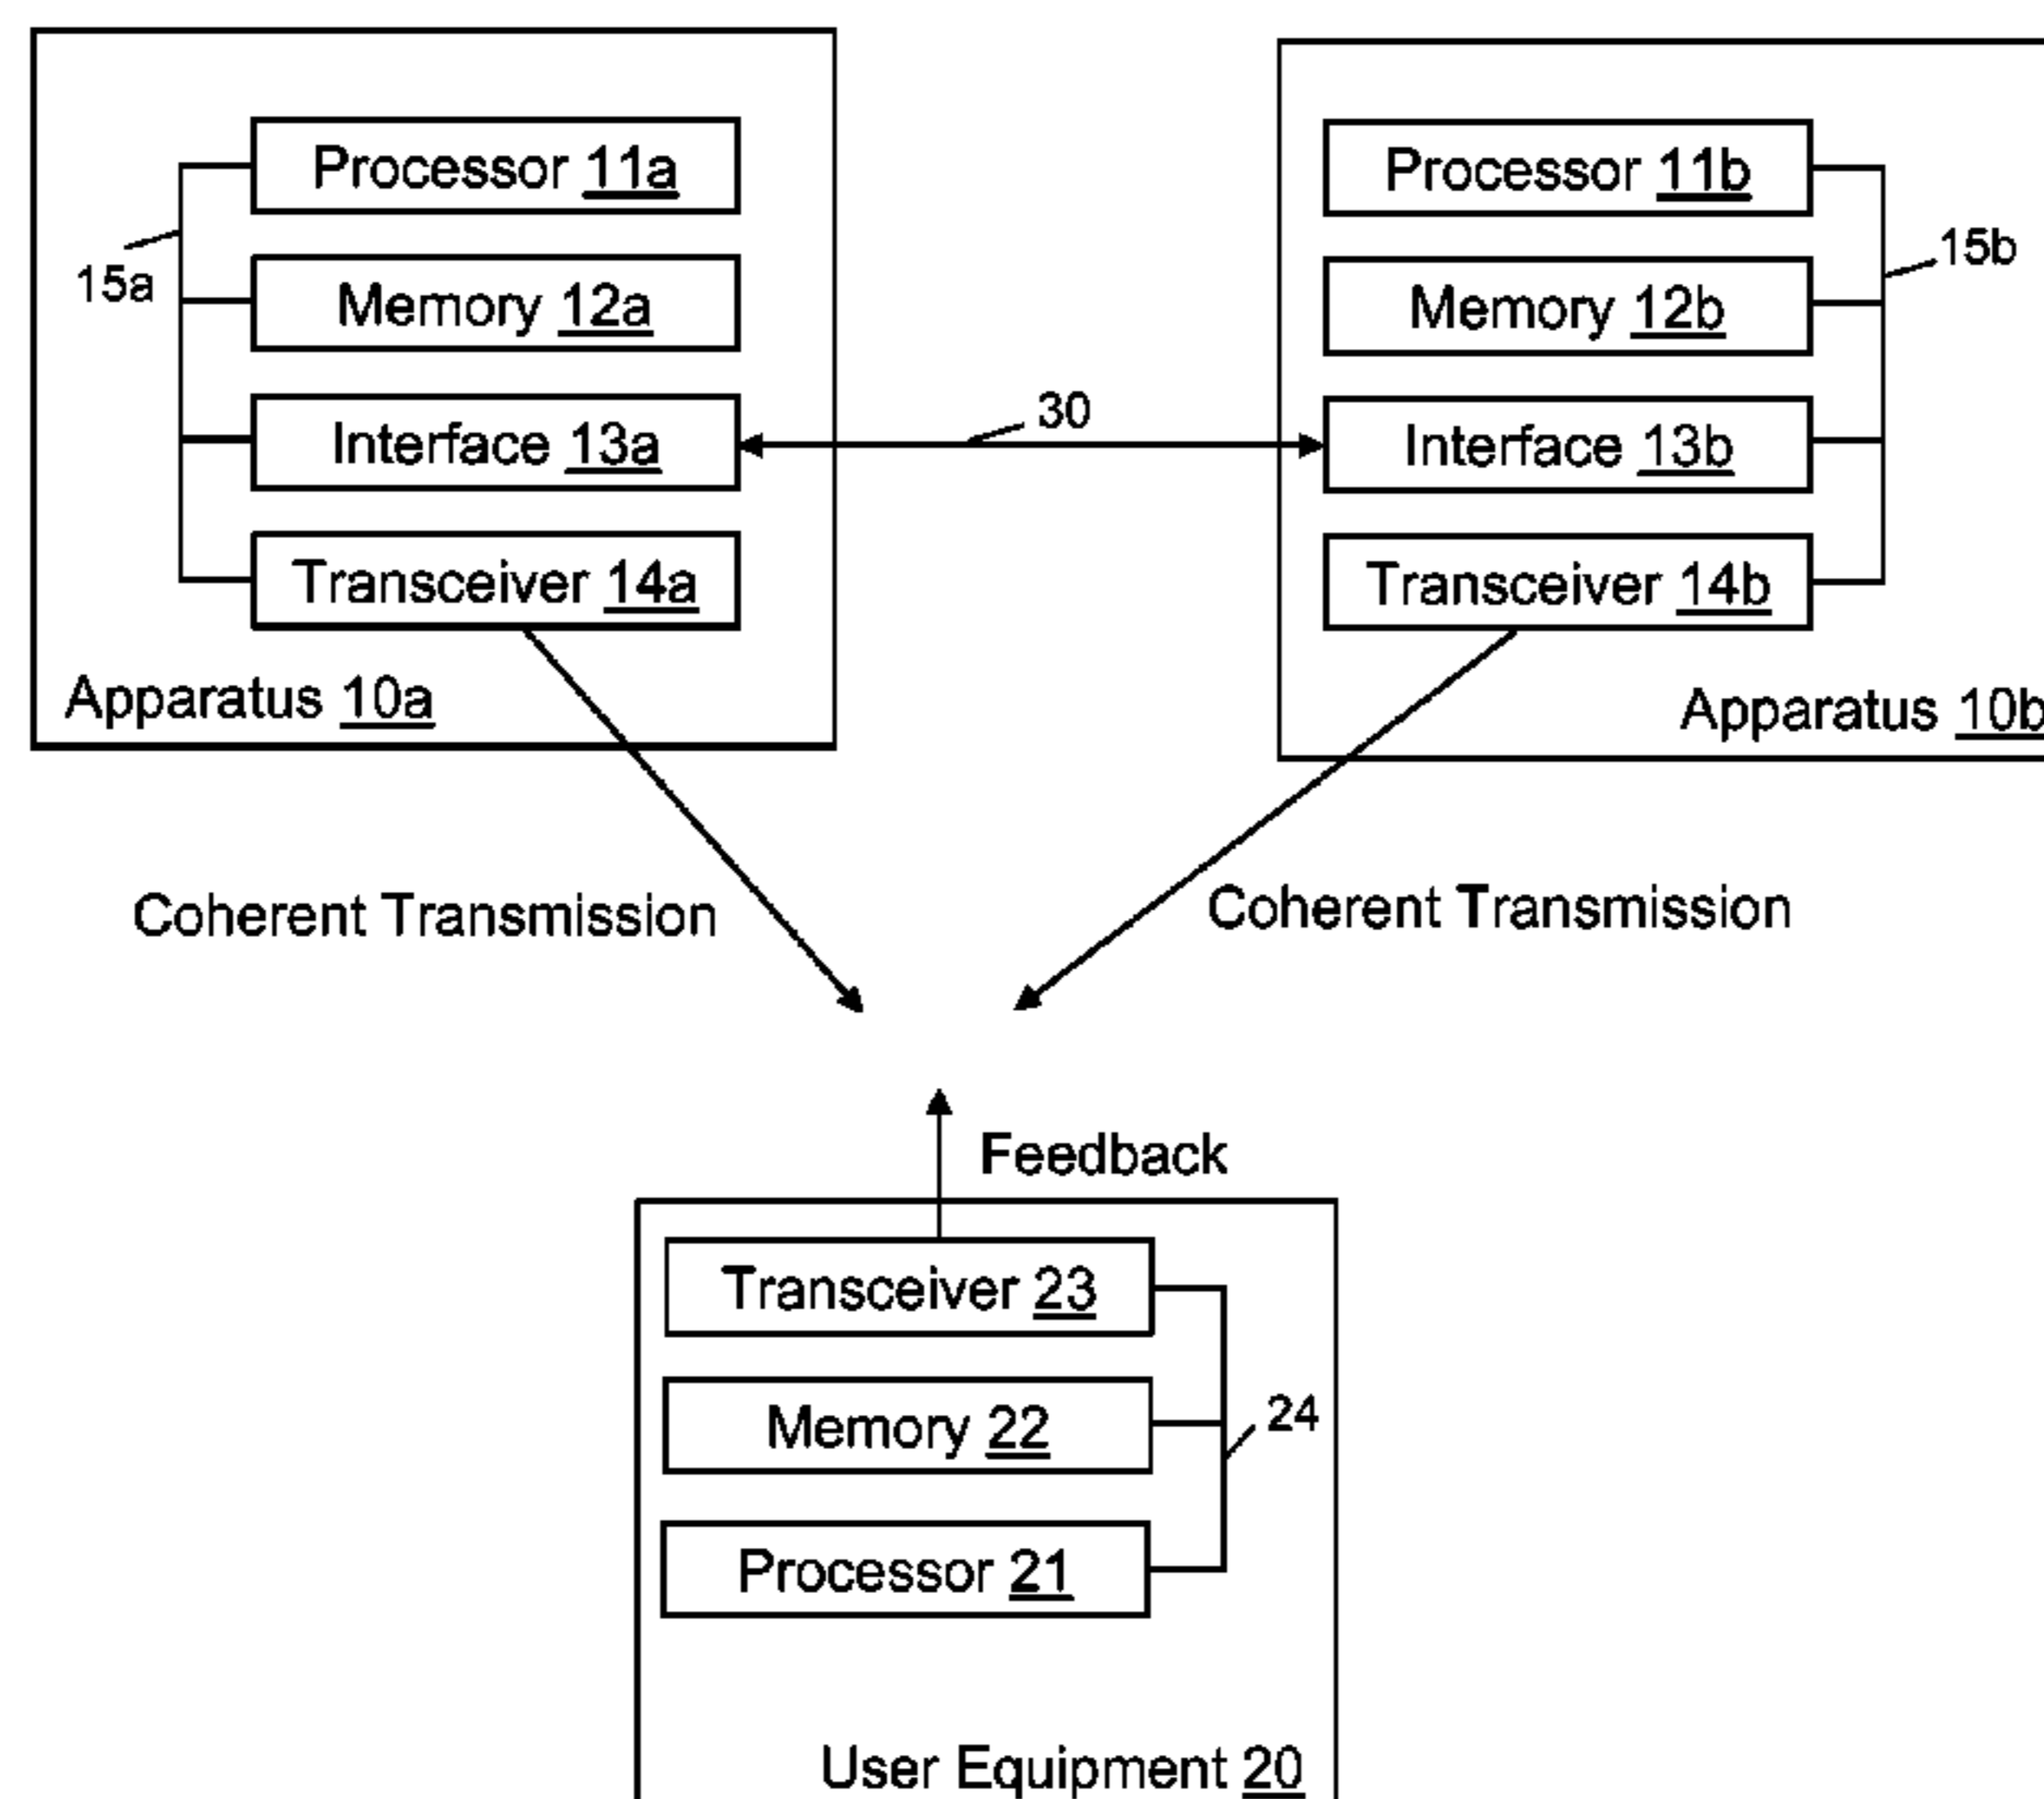 Processor 11a
15a
Memory 12a
Interface 13a
Transceiver 14a
Apparatus 10a
30
Processor 11b
15b
Memory 12b
Interface 13b
Transceiver 14b
Apparatus 10b
Coherent Transmission
Coherent Transmission
Feedback
Transceiver 23
Memory 22
24
Processor 21
User Equipment 20